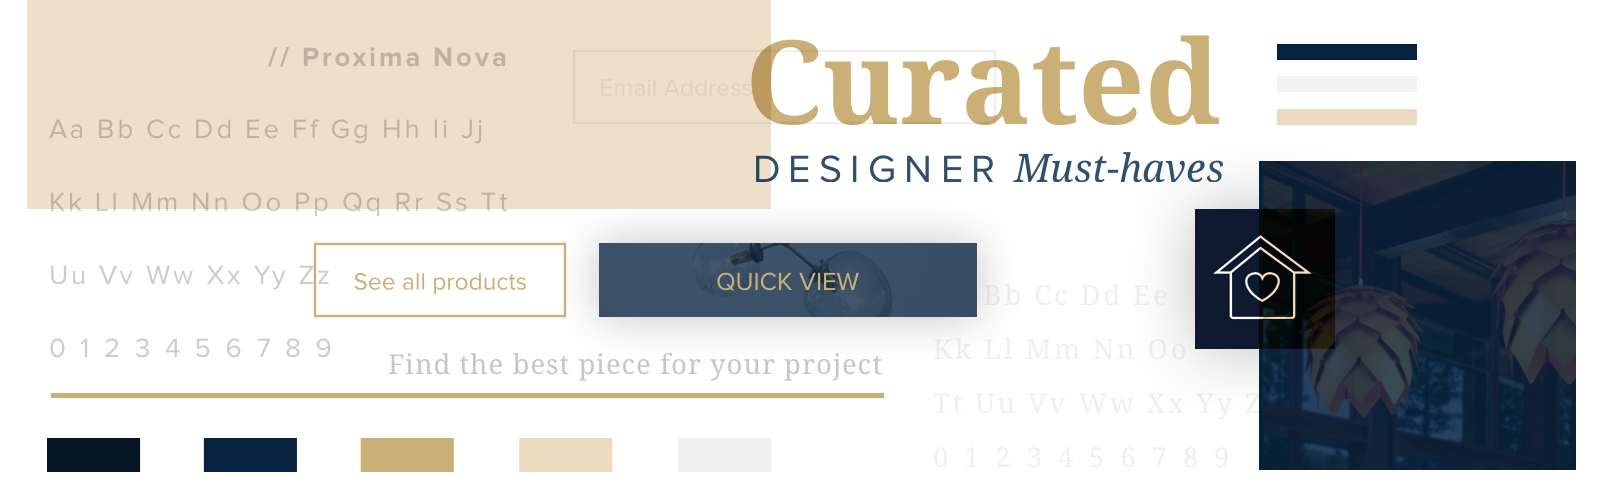 // Proxima Nova
Aa Bb Cc Dd Ee Ff Gg Hh Ii Jj
Kk Ll Mm Nn Oo Pp Qq Rr Ss Tt
Uu Vv Ww Xx Yy Zz
0 1 2 3 4 5 6 7 8 9
Email Address
Curated
DESIGNER Must-haves
See all products
QUICK VIEW
Find the best piece for your project
Bb Cc Dd Ee
Kk Ll Mm Nn Oo
Tt Uu Vv Ww Xx Yy Z
0 1 2 3 4 5 6 7 8 9